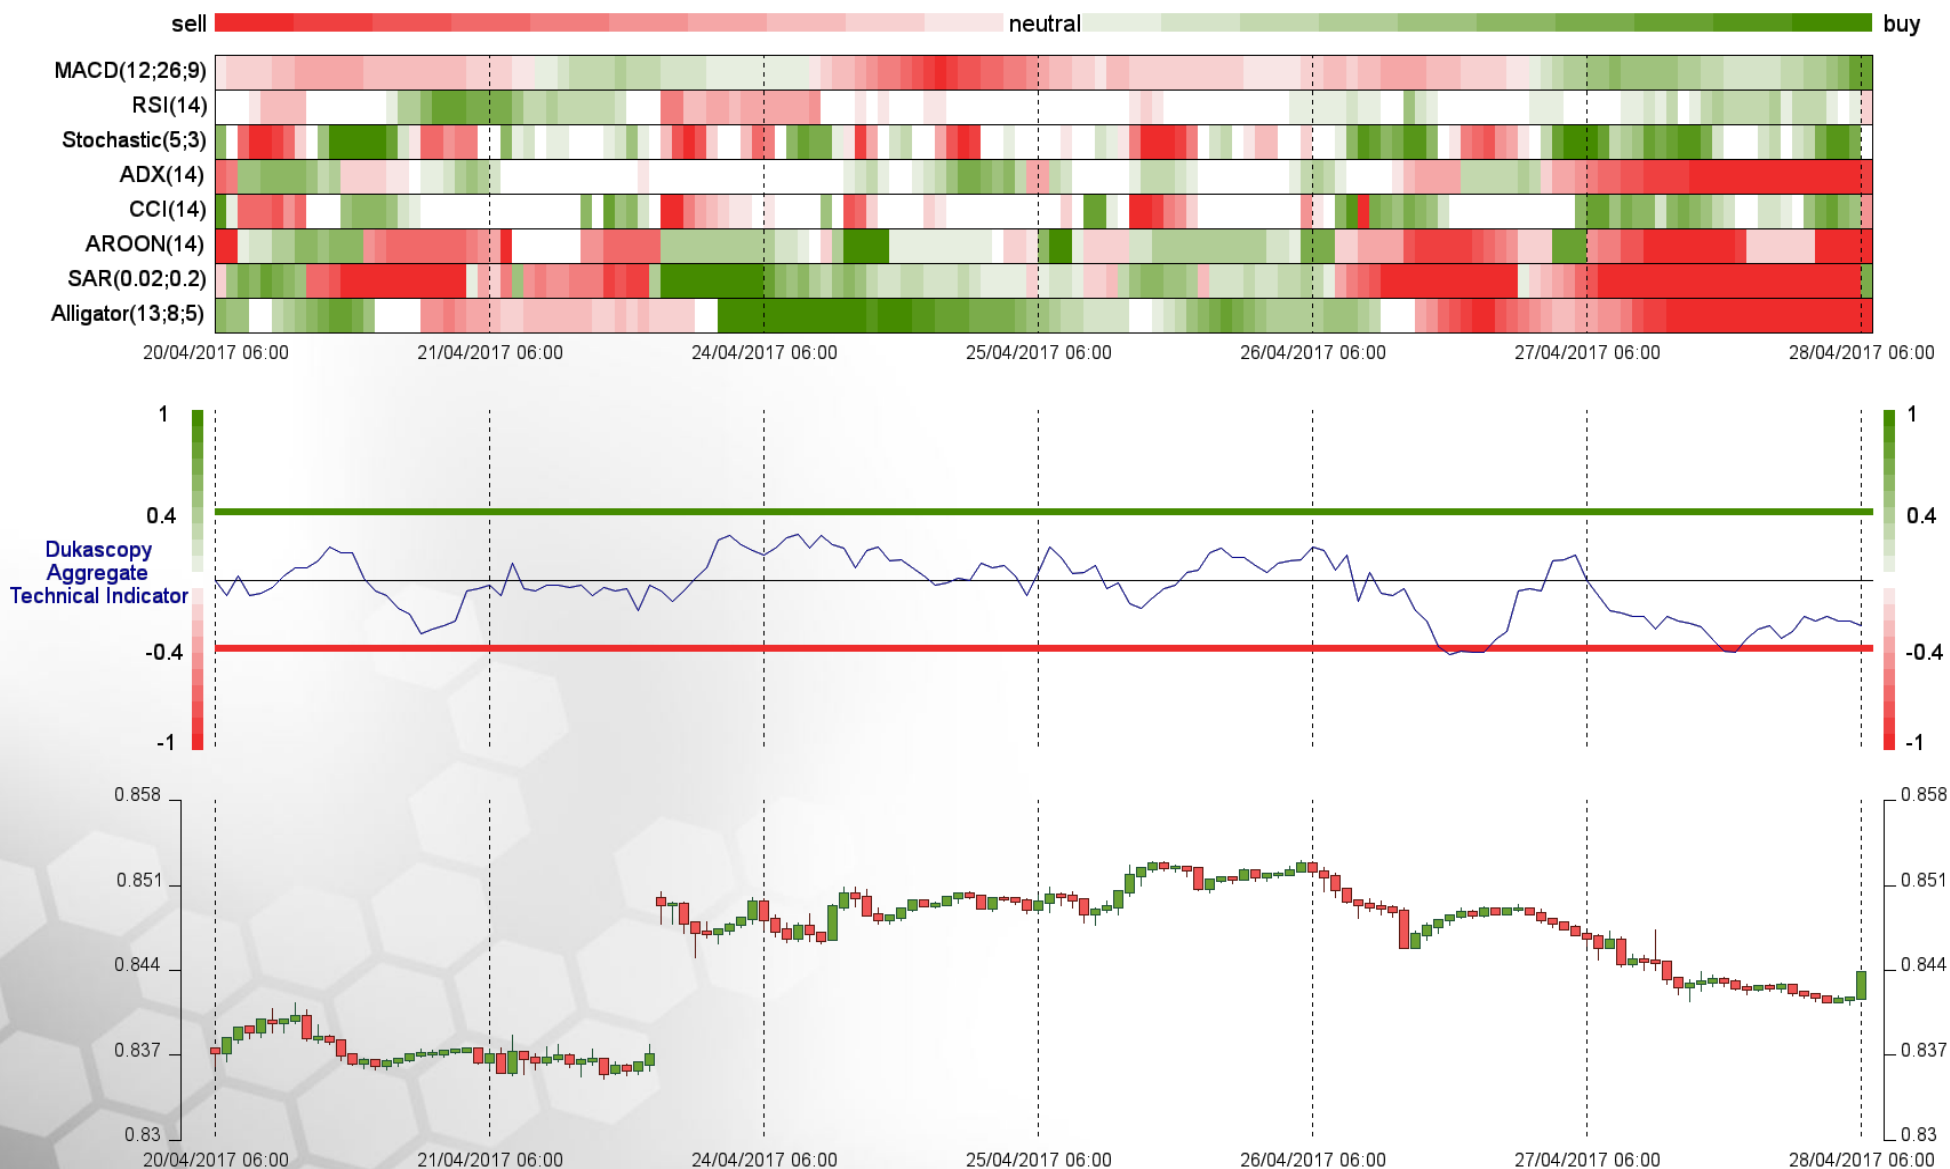 sell neutral buy
MACD(12;26;9)
RSI(14)
Stochastic(5;3)
ADX(14)
CCI(14)
AROON(14)
SAR(0.02;0.2)
Alligator(13;8;5)
20/04/2017 06:00 21/04/2017 06:00 24/04/2017 06:00 25/04/2017 06:00 26/04/2017 06:00 27/04/2017 06:00 28/04/2017 06:00
1 1
0.4 0.4
Dukascopy
Aggregate
Technical Indicator
-0.4 -0.4
-1 -1
0.858 0.858
0.851 0.851
0.844 0.844
0.837 0.837
0.83 0.83
20/04/2017 06:00 21/04/2017 06:00 24/04/2017 06:00 25/04/2017 06:00 26/04/2017 06:00 27/04/2017 06:00 28/04/2017 06:00